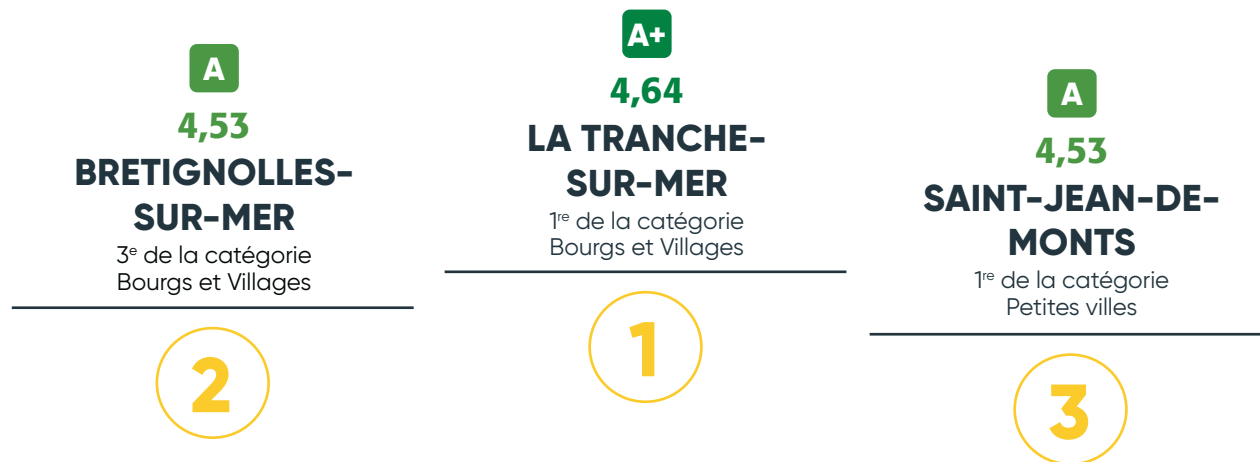 A
4,53
BRETIGNOLLES-
SUR-MER
3e de la catégorie
Bourgs et Villages
2
A+
4,64
LA TRANCHE-
SUR-MER
1re de la catégorie
Bourgs et Villages
1
A
4,53
SAINT-JEAN-DE-
MONTS
1re de la catégorie
Petites villes
3